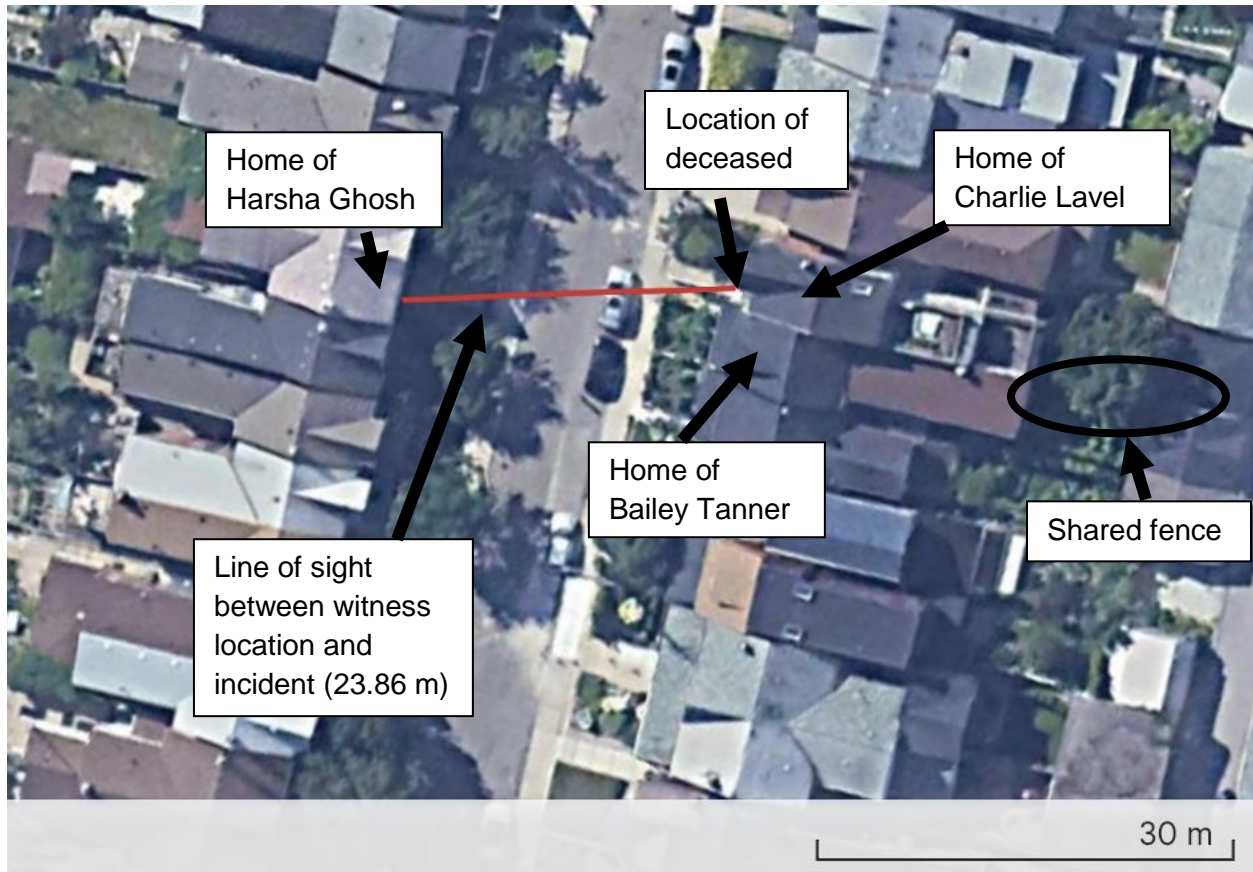 Location of
deceased
Home of
Harsha Ghosh
Home of
Charlie Lavel
Home of
Bailey Tanner
Shared fence
Line of sight
between witness
location and
incident (23.86 m)
30 m